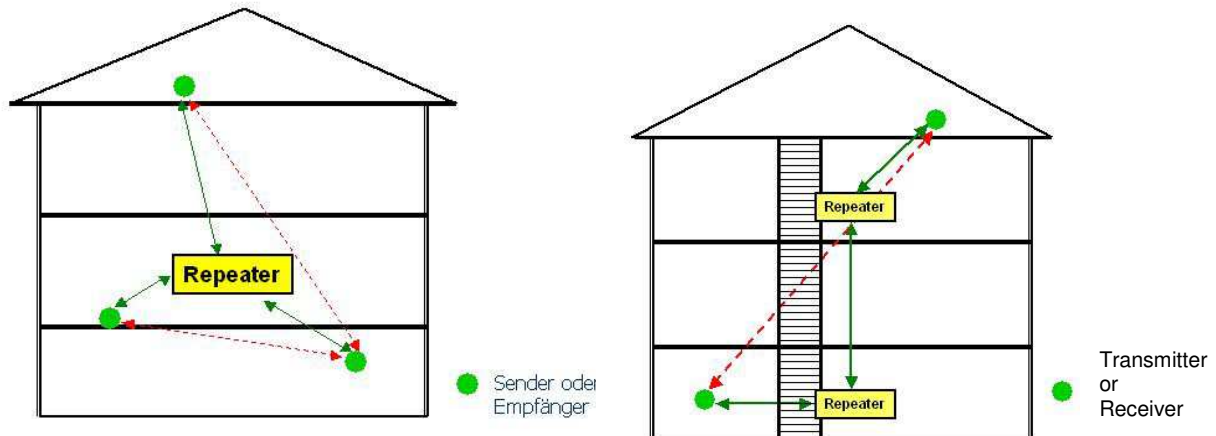 Repeater
Sender oder
Empfänger
Repeater
Repeater
Transmitter
or
Receiver